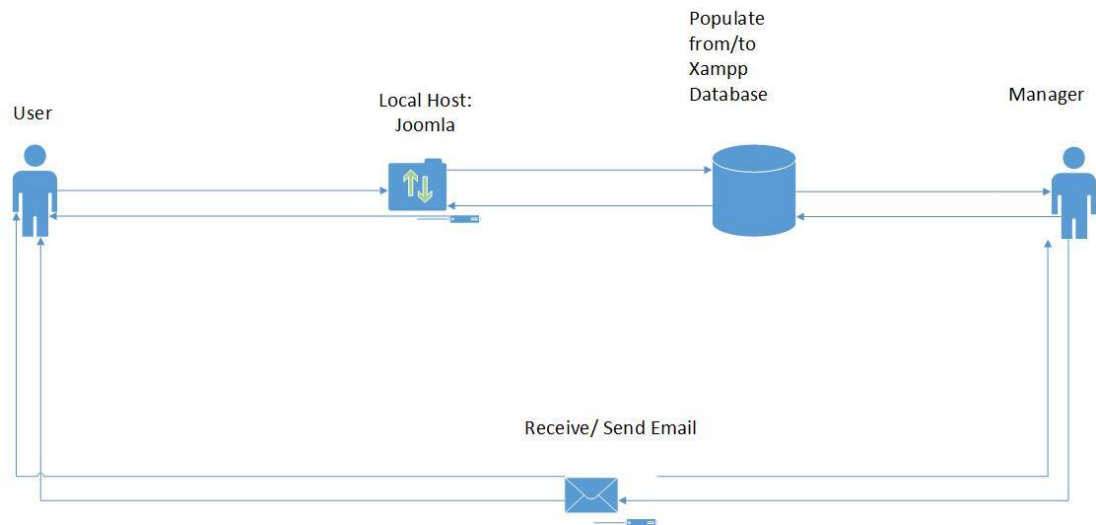 Populate
from/to
Xampp
Database
User
Local Host:
Joomla
Manager
Receive/ Send Email